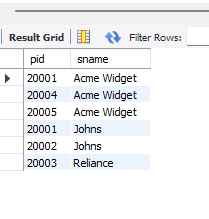 Result Grid Filter Rows:
pid sname
20001 Acme Widget
20004 Acme Widget
20005 Acme Widget
20001 Johns
20002 Johns
20003 Reliance